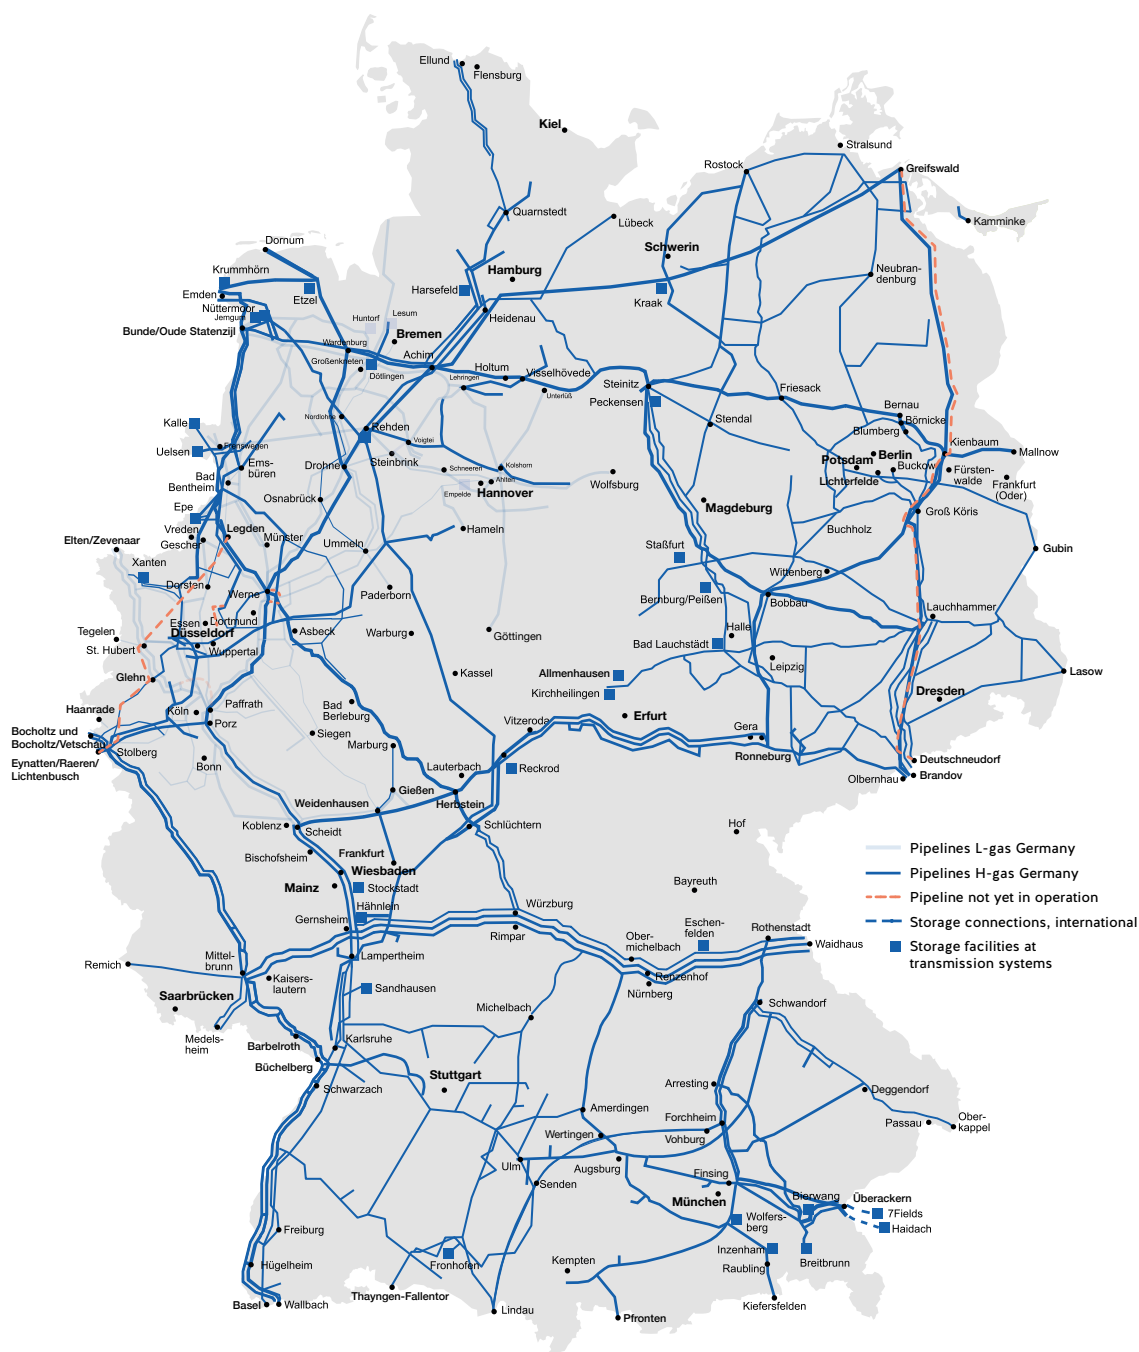 Ellund
Flensburg
Kiel
Stralsund
Rostock
Greifswald
Quarnstedt
Lübeck
Kamminke
Dornum
Schwerin
Krummhörn
Hamburg
Neubran-
denburg
Emden
Etzel
Harsefeld
Kraak
Nüttermoor
Jemgum
Huntorf
Lesum
Heidenau
Bunde/Oude Statenzijl
Bremen
Wardenburg
Achim
Großenkneten
Dötlingen
Holtum
Lehringen
Visselhövede
Unterlüß
Steinitz
Peckensen
Friesack
Bernau
Börnicke
Blumberg
Nordlohne
Kalle
Rehden
Stendal
Voigtei
Kienbaum
Uelsen
Frenswegen
Steinbrink
Mallnow
Berlin
Potsdam
Buckow
Fürsten-
walde
Lichterfelde
Frankfurt
(Oder)
Ems-
büren
Drohne
Schneeren
Kolshorn
Ahlten
Bad
Bentheim
Empelde
Hannover
Wolfsburg
Osnabrück
Magdeburg
Epe
Groß Köris
Vreden
Legden
Hameln
Buchholz
Gescher
Münster
Ummeln
Elten/Zevenaar
Gubin
Xanten
Staßfurt
Wittenberg
Dorsten
Werne
Paderborn
Bernburg/Peißen
Bobbau
Lauchhammer
Essen
Dortmund
Tegelen
Düsseldorf
Asbeck
Warburg
Göttingen
Halle
St. Hubert
Wuppertal
Bad Lauchstädt
Leipzig
Lasow
Glehn
Kassel
Allmenhausen
Kirchheilingen
Dresden
Haanrade
Köln
Paffrath
Bad
Berleburg
Erfurt
Porz
Vitzeroda
Gera
Bocholtz und
Bocholtz/Vetschau
Stolberg
Siegen
Marburg
Ronneburg
Deutschneudorf
Eynatten/Raeren/
Lichtenbusch
Bonn
Lauterbach
Reckrod
Olbernhau
Brandov
Gießen
Weidenhausen
Herbstein
Koblenz
Scheidt
Schlüchtern
Hof
Bischofsheim
Frankfurt
Wiesbaden
Mainz
Stockstadt
Bayreuth
Hähnlein
Gernsheim
Würzburg
Eschen-
felden
Rothenstadt
Rimpar
Ober-
michelbach
Waidhaus
Remich
Mittel-
brunn
Lampertheim
Kaisers-
lautern
Renzenhof
Nürnberg
Saarbrücken
Sandhausen
Michelbach
Schwandorf
Medels-
heim
Barbelroth
Karlsruhe
Büchelberg
Stuttgart
Arresting
Deggendorf
Schwarzach
Amerdingen
Forchheim
Passau
Ober-
kappel
Wertingen
Vohburg
Ulm
Augsburg
Finsing
Senden
München
Bierwang
Überackern
7Fields
Haidach
Wolfers-
berg
Freiburg
Hügelheim
Fronhofen
Kempten
Inzenham
Raubling
Breitbrunn
Basel
Wallbach
Thayngen-Fallentor
Lindau
Pfronten
Kiefersfelden
Pipelines L-gas Germany
Pipelines H-gas Germany
Pipeline not yet in operation
Storage connections, international
Storage facilities at
transmission systems